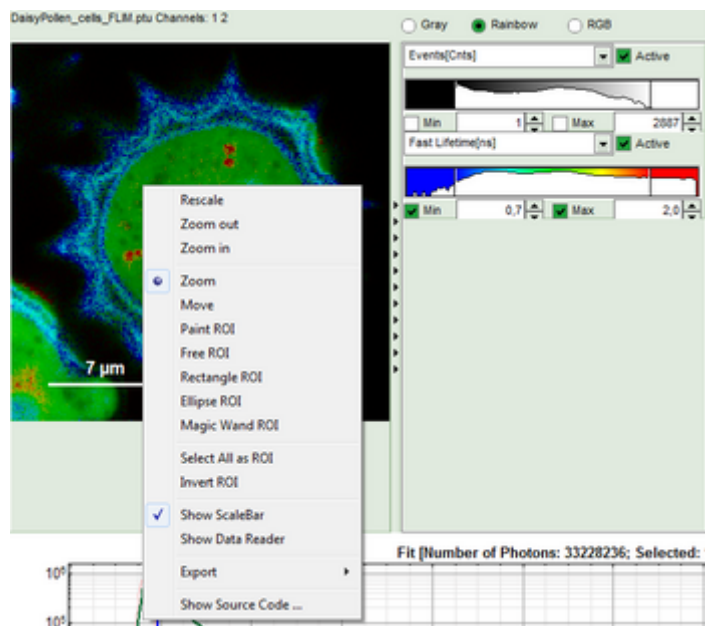 DaisyPollen_cells_FLIM.ptu Channels: 1 2
Gray Rainbow RGB
Events[Cnts] Active
Min 1 Max 2887
Fast Lifetime[ns] Active
Min 0,7 Max 2,0
Rescale
Zoom out
Zoom in
Zoom
Move
Paint ROI
Free ROI
Rectangle ROI
Ellipse ROI
Magic Wand ROI
Select All as ROI
Invert ROI
Show ScaleBar
Show Data Reader
Export
Show Source Code ...
7 µm
Fit [Number of Photons: 33228236; Selected:
10⁶
10⁵